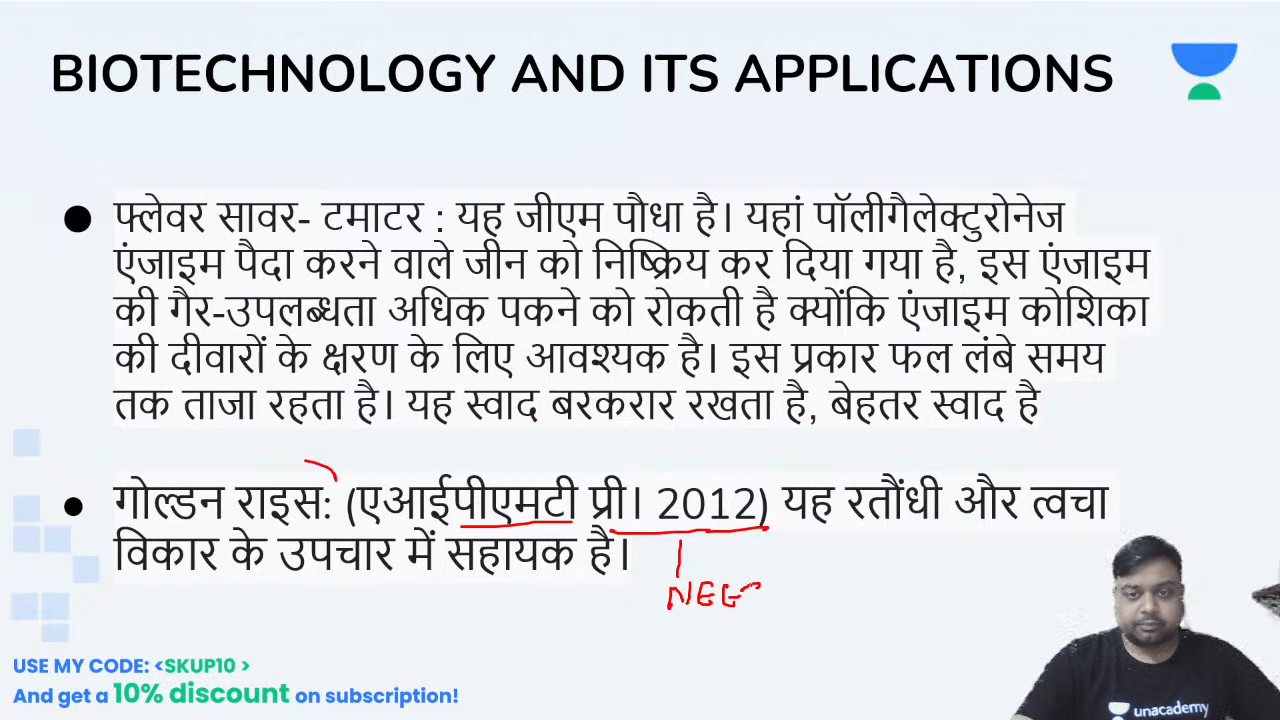 BIOTECHNOLOGY AND ITS APPLICATIONS
● फ्लेवर सावर- टमाटर : यह जीएम पौधा है। यहां पॉलीगैलेक्टुरोनेज
एंजाइम पैदा करने वाले जीन को निष्क्रिय कर दिया गया है, इस एंजाइम
की गैर-उपलब्धता अधिक पकने को रोकती है क्योंकि एंजाइम कोशिका
की दीवारों के क्षरण के लिए आवश्यक है। इस प्रकार फल लंबे समय
तक ताजा रहता है। यह स्वाद बरकरार रखता है, बेहतर स्वाद है
● गोल्डन राइस: (एआईपीएमटी प्री। 2012) यह रतौंधी और त्वचा
विकार के उपचार में सहायक है।
USE MY CODE: <SKUP10 >
And get a 10% discount on subscription!
unacademy